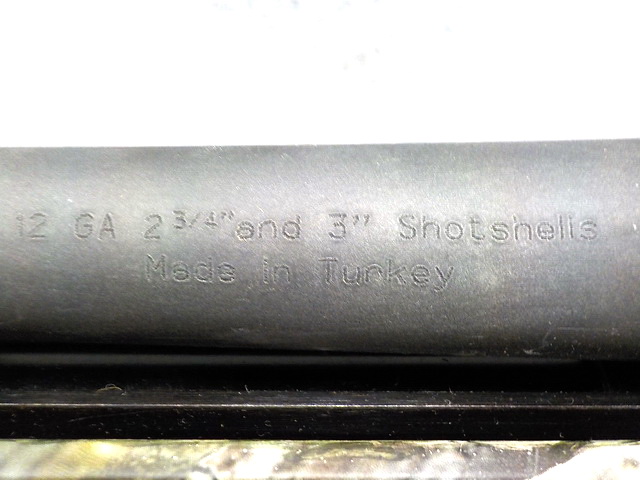 12 GA 2 3/4" and 3" Shotshells
Made in Turkey